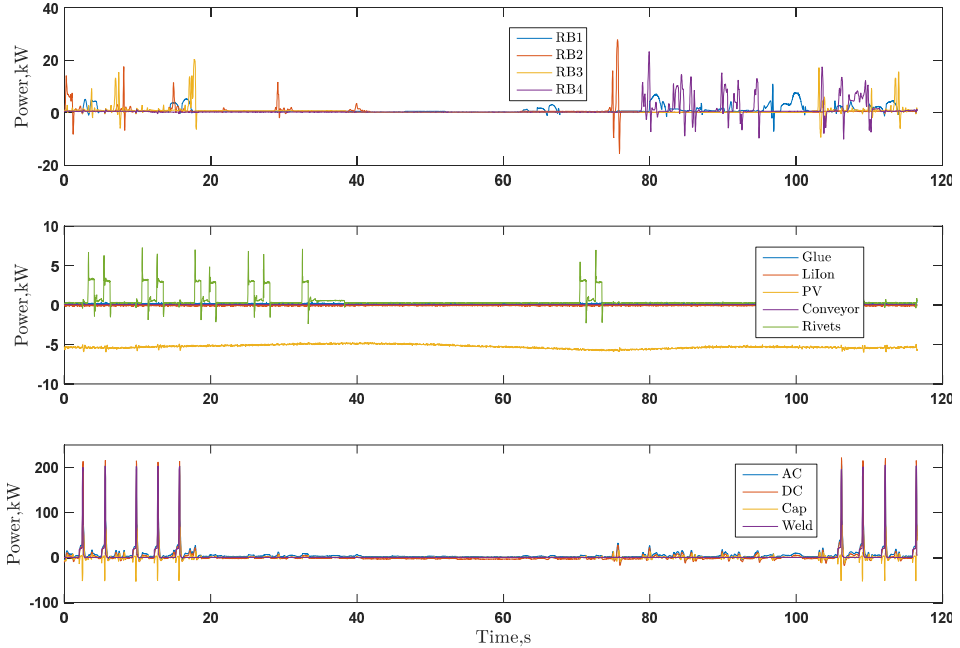 40
20
0
-20
Power,kW
RB1
RB2
RB3
RB4
0 20 40 60 80 100 120
10
5
0
-5
-10
Power,kW
Glue
LiIon
PV
Conveyor
Rivets
0 20 40 60 80 100 120
200
100
0
-100
Power,kW
AC
DC
Cap
Weld
0 20 40 60 80 100 120
Time,s